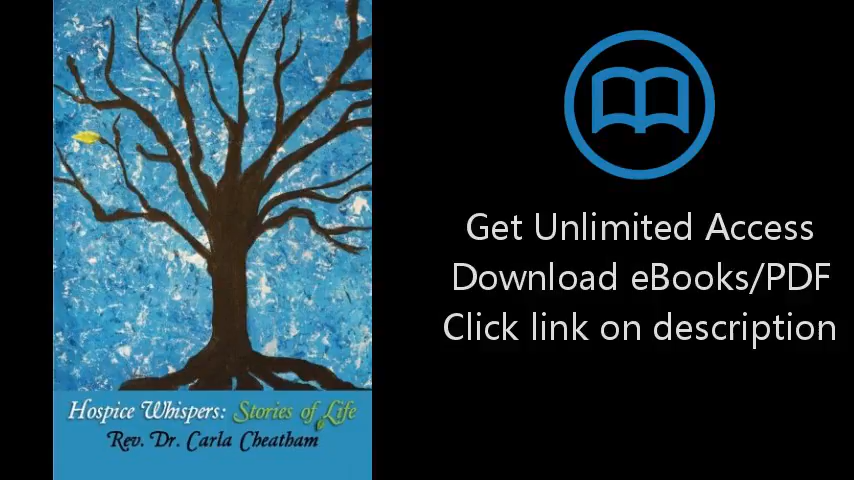 Hospice Whispers: Stories of Life
Rev. Dr. Carla Cheatham
Get Unlimited Access
Download eBooks/PDF
Click link on description